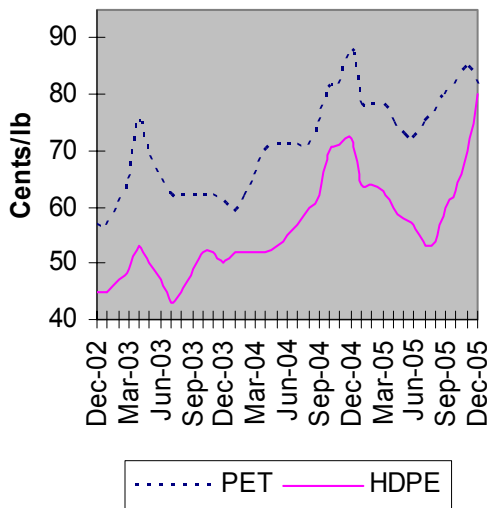 Cents/lb
90
80
70
60
50
40
Dec-02
Mar-03
Jun-03
Sep-03
Dec-03
Mar-04
Jun-04
Sep-04
Dec-04
Mar-05
Jun-05
Sep-05
Dec-05
PET HDPE